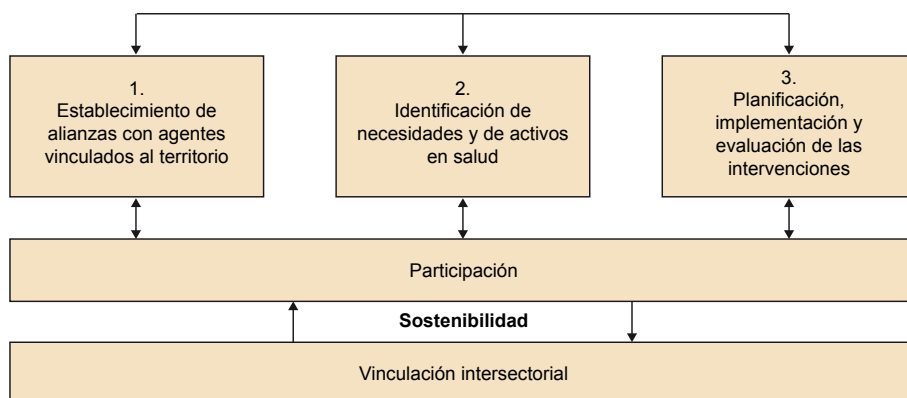 1.
Establecimiento de
alianzas con agentes
vinculados al territorio
2.
Identificación de
necesidades y de activos
en salud
3.
Planificación,
implementación y
evaluación de las
intervenciones
Participación
Sostenibilidad
Vinculación intersectorial